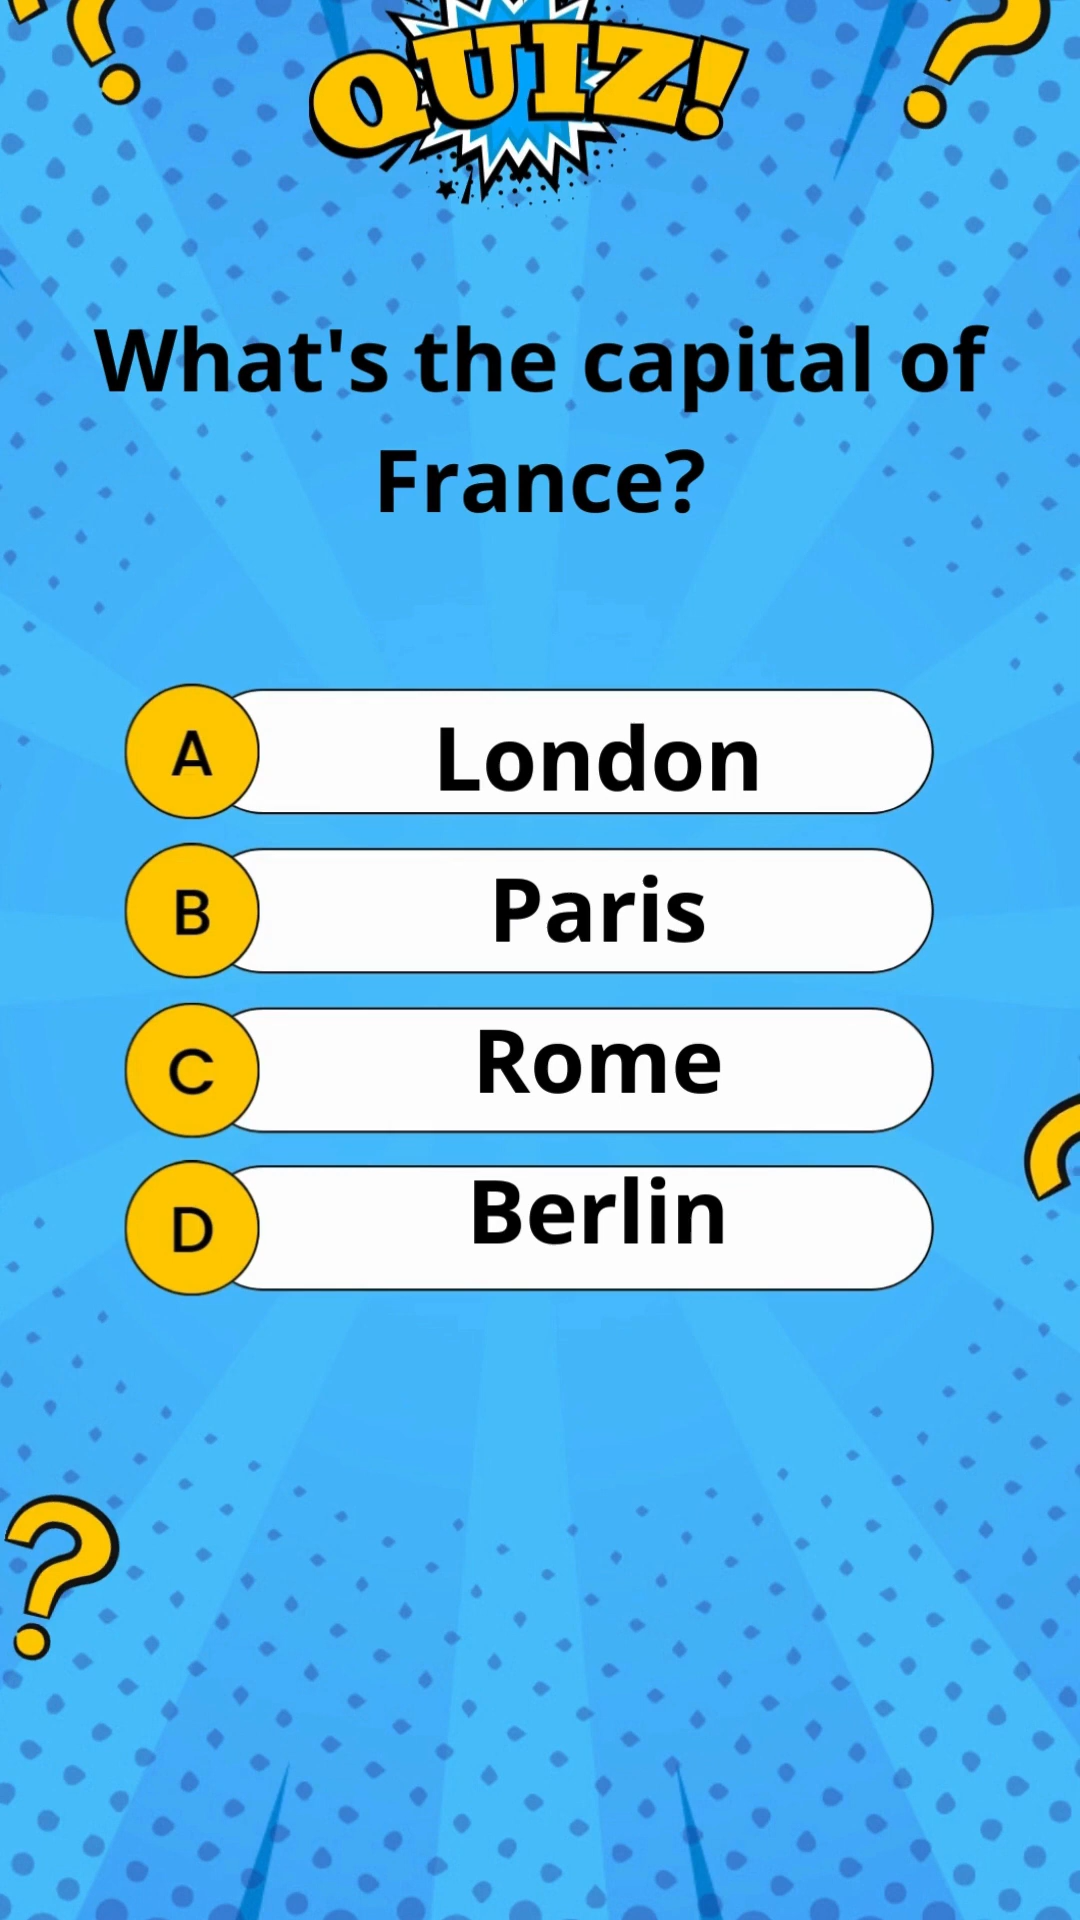 QUIZ!
What's the capital of
France?
A London
B Paris
C Rome
D Berlin